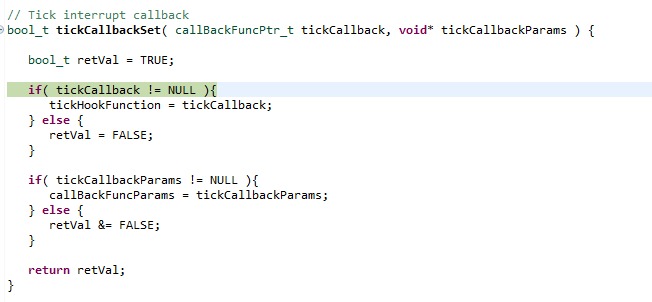 // Tick interrupt callback
bool_t tickCallbackSet( callBackFuncPtr_t tickCallback, void* tickCallbackParams ) {
bool_t retVal = TRUE;
if( tickCallback != NULL ){
tickHookFunction = tickCallback;
} else {
retVal = FALSE;
}
if( tickCallbackParams != NULL ){
callBackFuncParams = tickCallbackParams;
} else {
retVal &= FALSE;
}
return retVal;
}